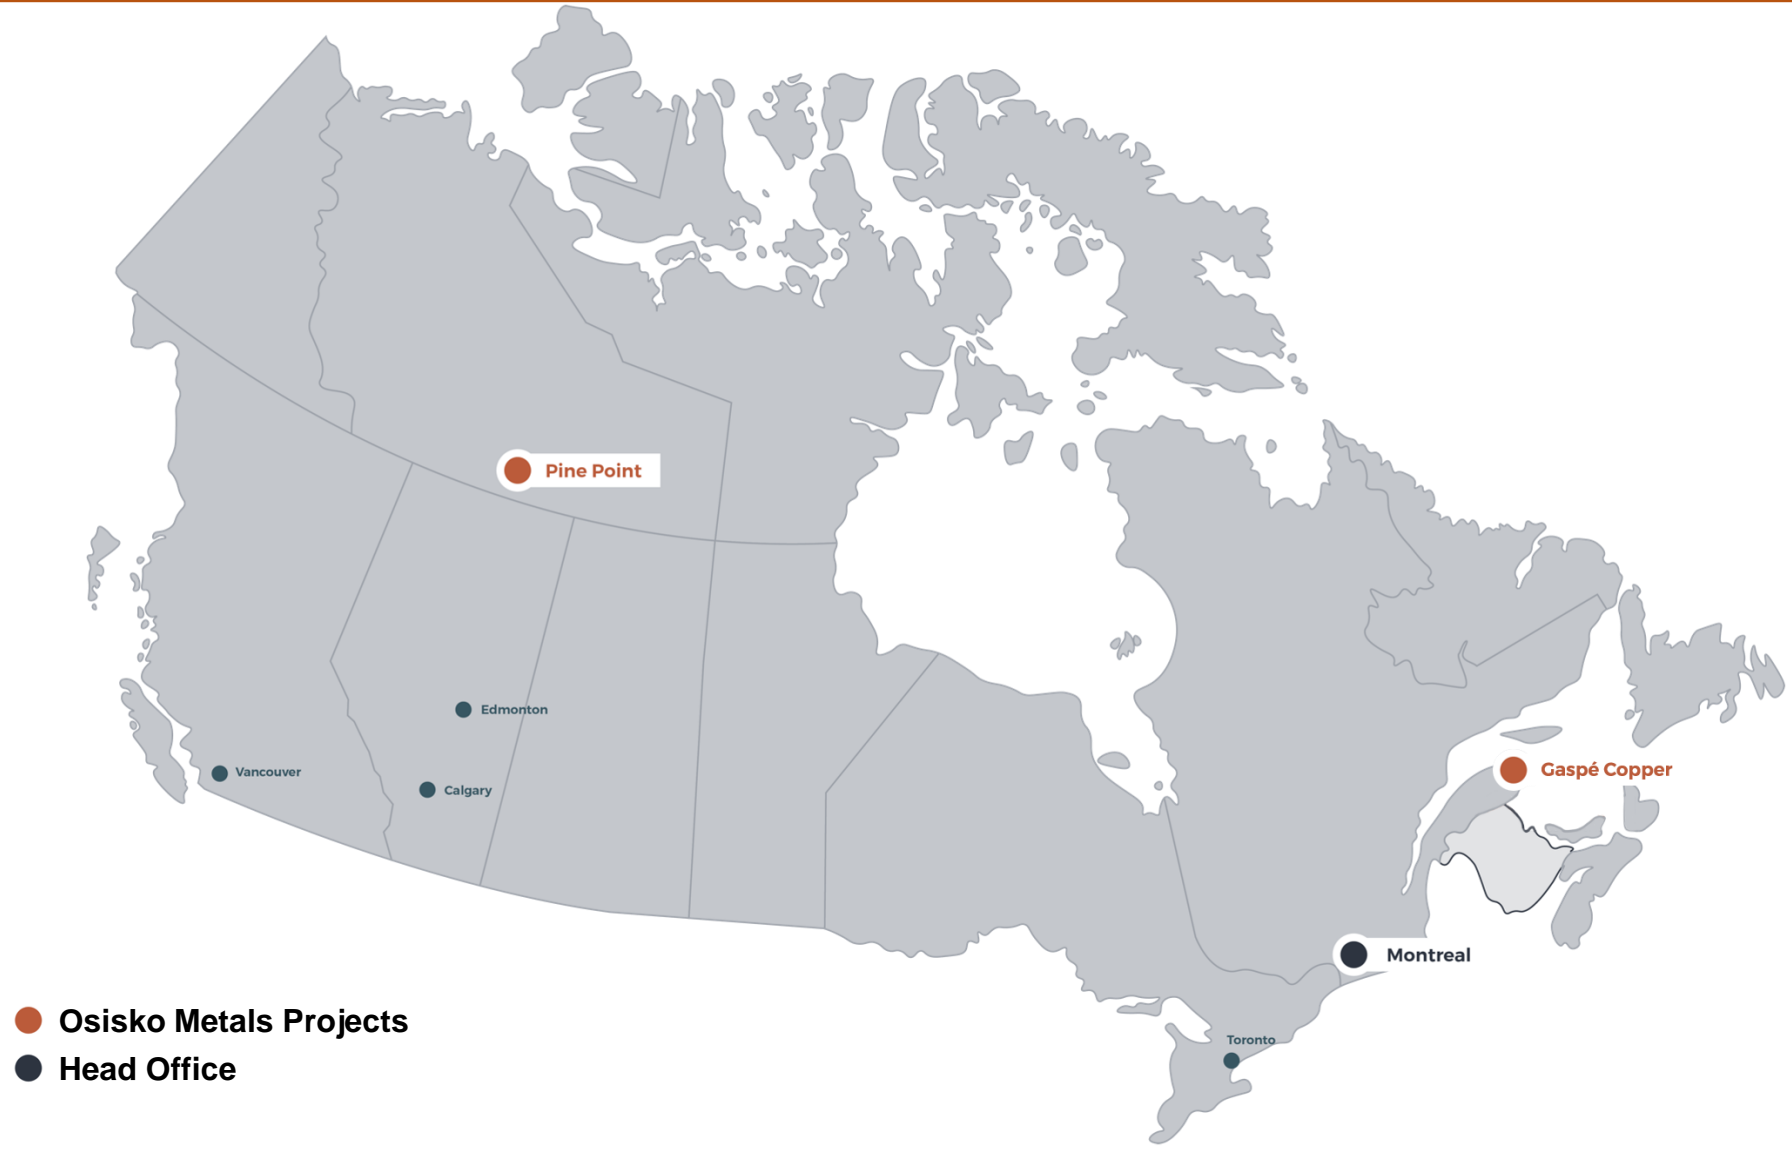 Pine Point
Edmonton
Vancouver
Calgary
Gaspé Copper
Montreal
Toronto
Osisko Metals Projects
Head Office